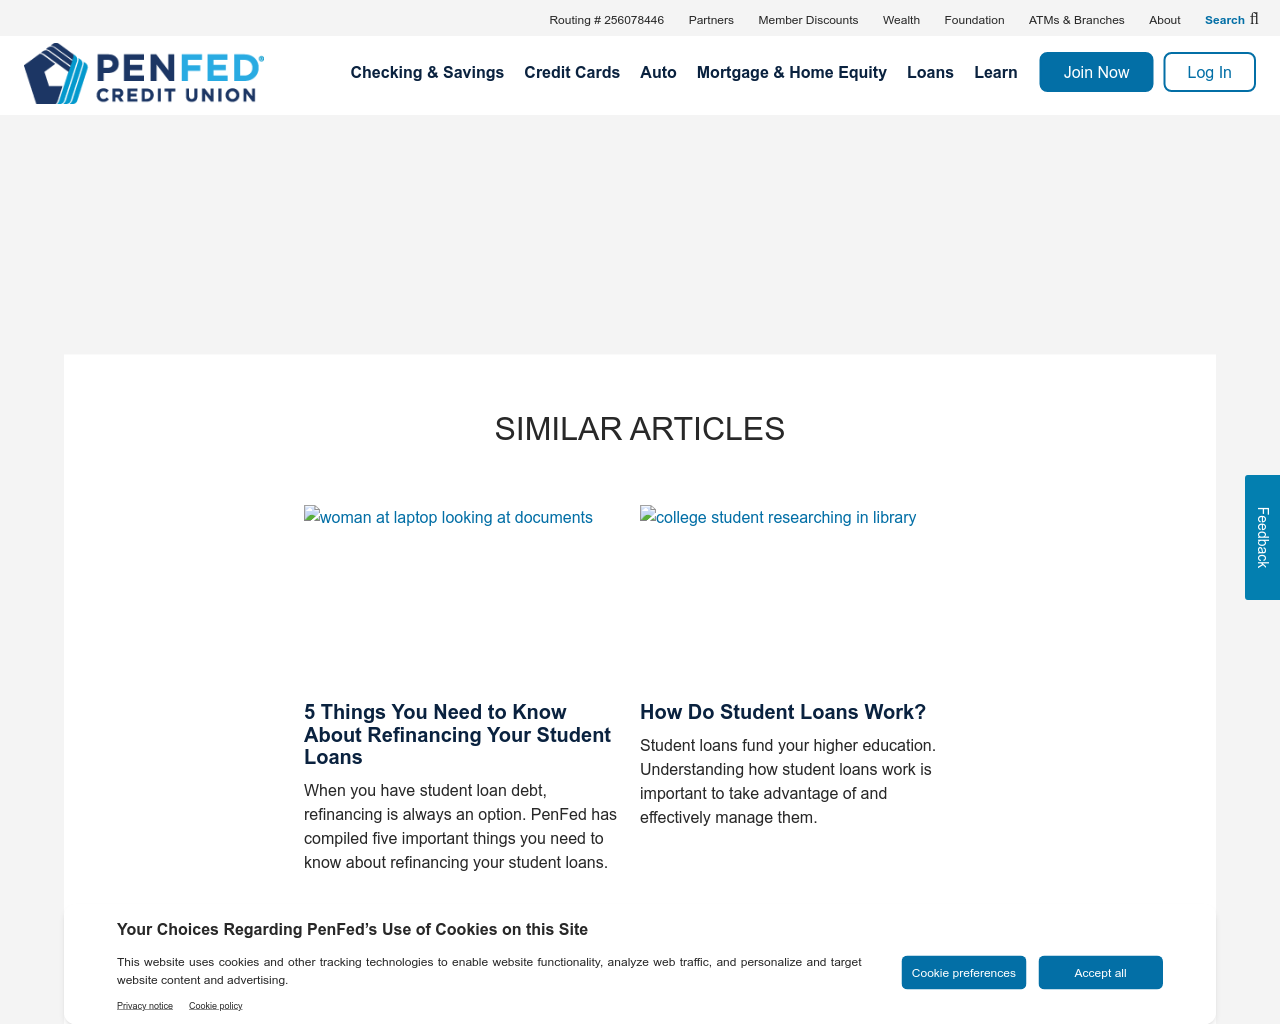 Routing # 256078446 Partners Member Discounts Wealth Foundation ATMs & Branches About Search
PENFED®
CREDIT UNION
Checking & Savings Credit Cards Auto Mortgage & Home Equity Loans Learn Join Now Log In
SIMILAR ARTICLES
woman at laptop looking at documents
college student researching in library
Feedback
5 Things You Need to Know
About Refinancing Your Student
Loans
When you have student loan debt,
refinancing is always an option. PenFed has
compiled five important things you need to
know about refinancing your student loans.
How Do Student Loans Work?
Student loans fund your higher education.
Understanding how student loans work is
important to take advantage of and
effectively manage them.
Your Choices Regarding PenFed’s Use of Cookies on this Site
This website uses cookies and other tracking technologies to enable website functionality, analyze web traffic, and personalize and target
website content and advertising.
Privacy notice Cookie policy
Cookie preferences Accept all